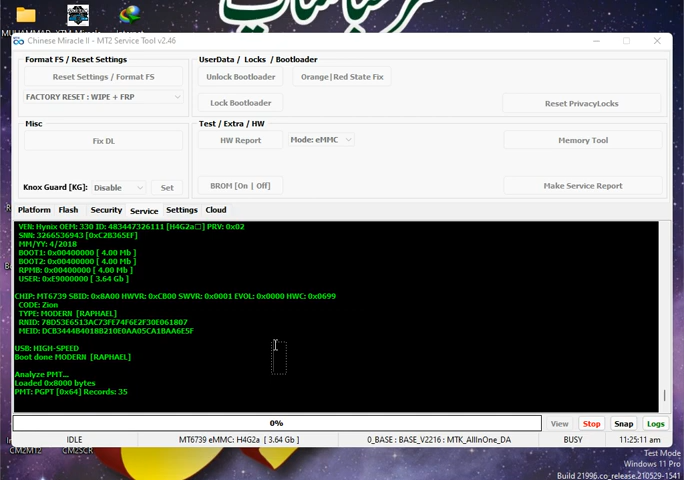 Chinese Miracle II - MT2 Service Tool v2.46
Format FS / Reset Settings
Reset Settings / Format FS
FACTORY RESET : WIPE + FRP
UserData / Locks / Bootloader
Unlock Bootloader
Orange|Red State Fix
Lock Bootloader
Reset PrivacyLocks
Misc
Fix DL
Knox Guard [KG]:
Disable
Set
Test / Extra / HW
HW Report
Mode: eMMC
Memory Tool
BROM [On | Off]
Make Service Report
Platform Flash Security Service Settings Cloud
VEN: Hynix OEM: 330 ID: 483447326111 [H4G2a□] PRV: 0x02
SNN: 3266536943 [0xC2B365EF]
MM/YY: 4/2018
BOOT1: 0x00400000 [ 4.00 Mb ]
BOOT2: 0x00400000 [ 4.00 Mb ]
RPMB: 0x00400000 [ 4.00 Mb ]
USER: 0xE9000000 [ 3.64 Gb ]
CHIP: MT6739 SBID: 0x8A00 HWVR: 0xCB00 SWVR: 0x0001 EVOL: 0x0000 HWC: 0x0699
CODE: Zion
TYPE: MODERN [RAPHAEL]
RNID: 78D53E6513AC73FE74F6E2F30E061807
MEID: DCB3444B4018B210E0AA05CA1BAA6E5F
USB: HIGH-SPEED
Boot done MODERN [RAPHAEL]
Analyze PMT...
Loaded 0x8000 bytes
PMT: PGPT [0x64] Records: 35
0%
View Stop Snap Logs
IDLE MT6739 eMMC: H4G2a [ 3.64 Gb ] 0_BASE : BASE_V2216 : MTK_AllInOne_DA BUSY 11:25:11 am
CM2MT2 CM2SCR
Test Mode
Windows 11 Pro
Build 21996.co_release.210529-1541